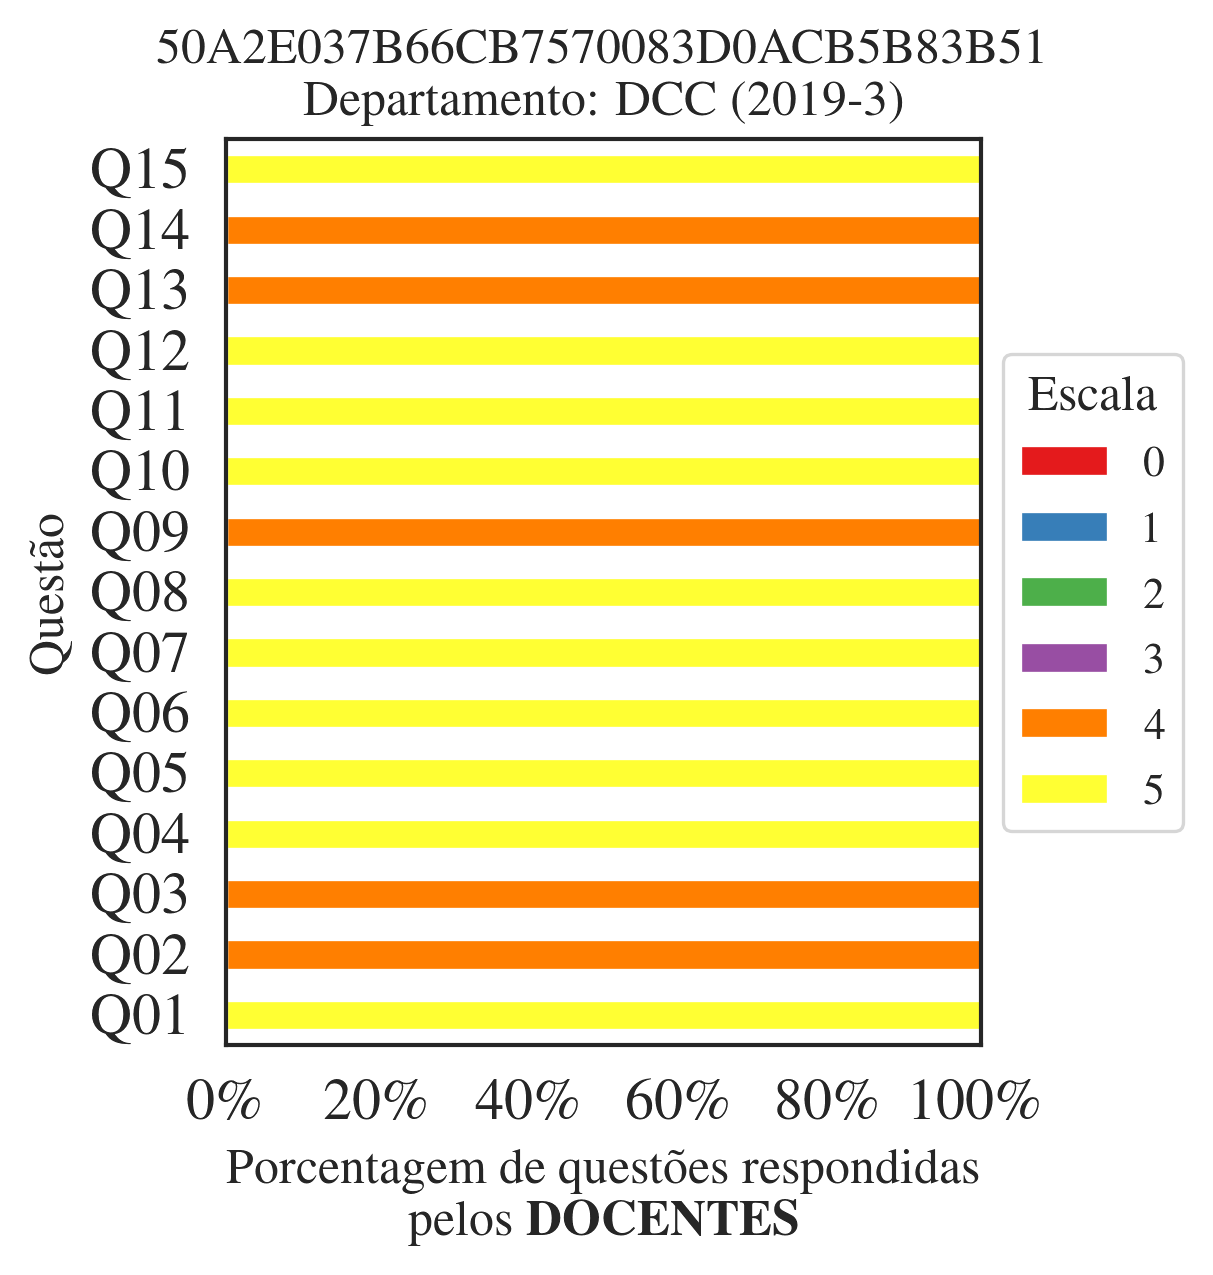 50A2E037B66CB7570083D0ACB5B83B51
Departamento: DCC (2019-3)
Q15
Q14
Q13
Q12
Q11
Q10
Q09
Q08
Q07
Q06
Q05
Q04
Q03
Q02
Q01
Questão
0% 20% 40% 60% 80% 100%
Porcentagem de questões respondidas
pelos DOCENTES
Escala
0
1
2
3
4
5